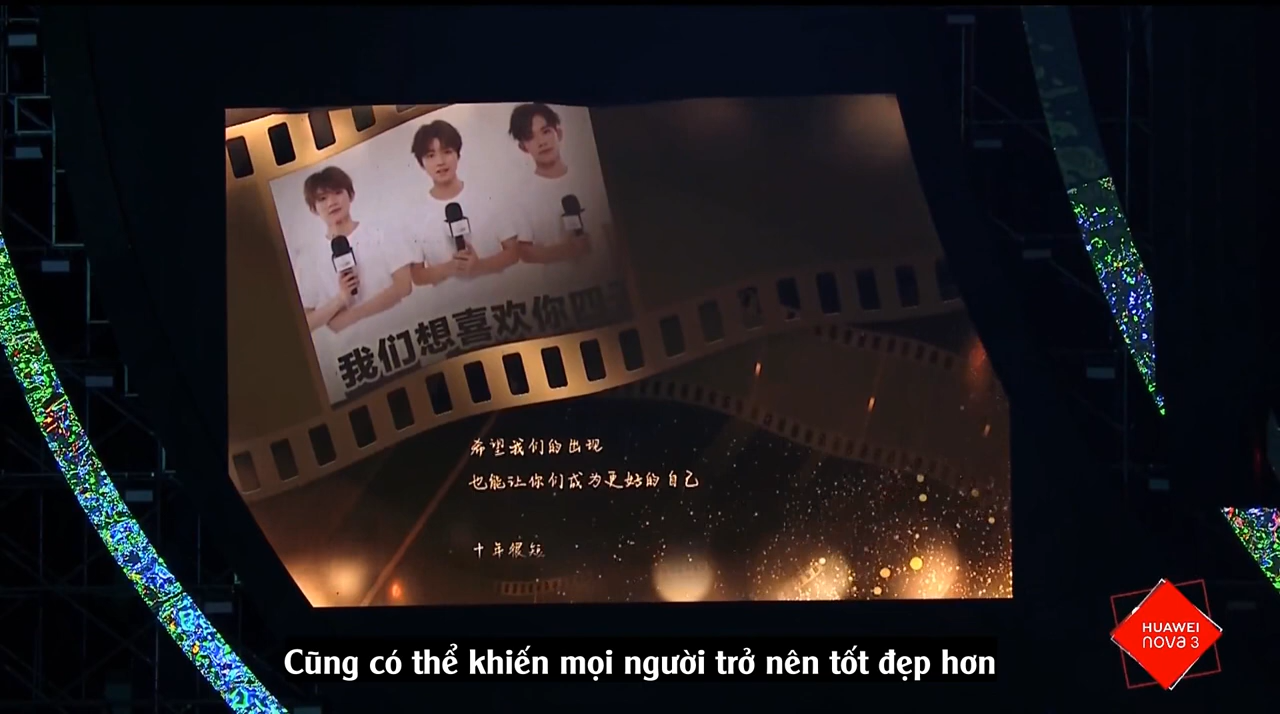 我们想喜欢你四
希望我们的出现
也能让你们成为更好的自己
十年很短
HUAWEI
nova 3
Cũng có thể khiến mọi người trở nên tốt đẹp hơn